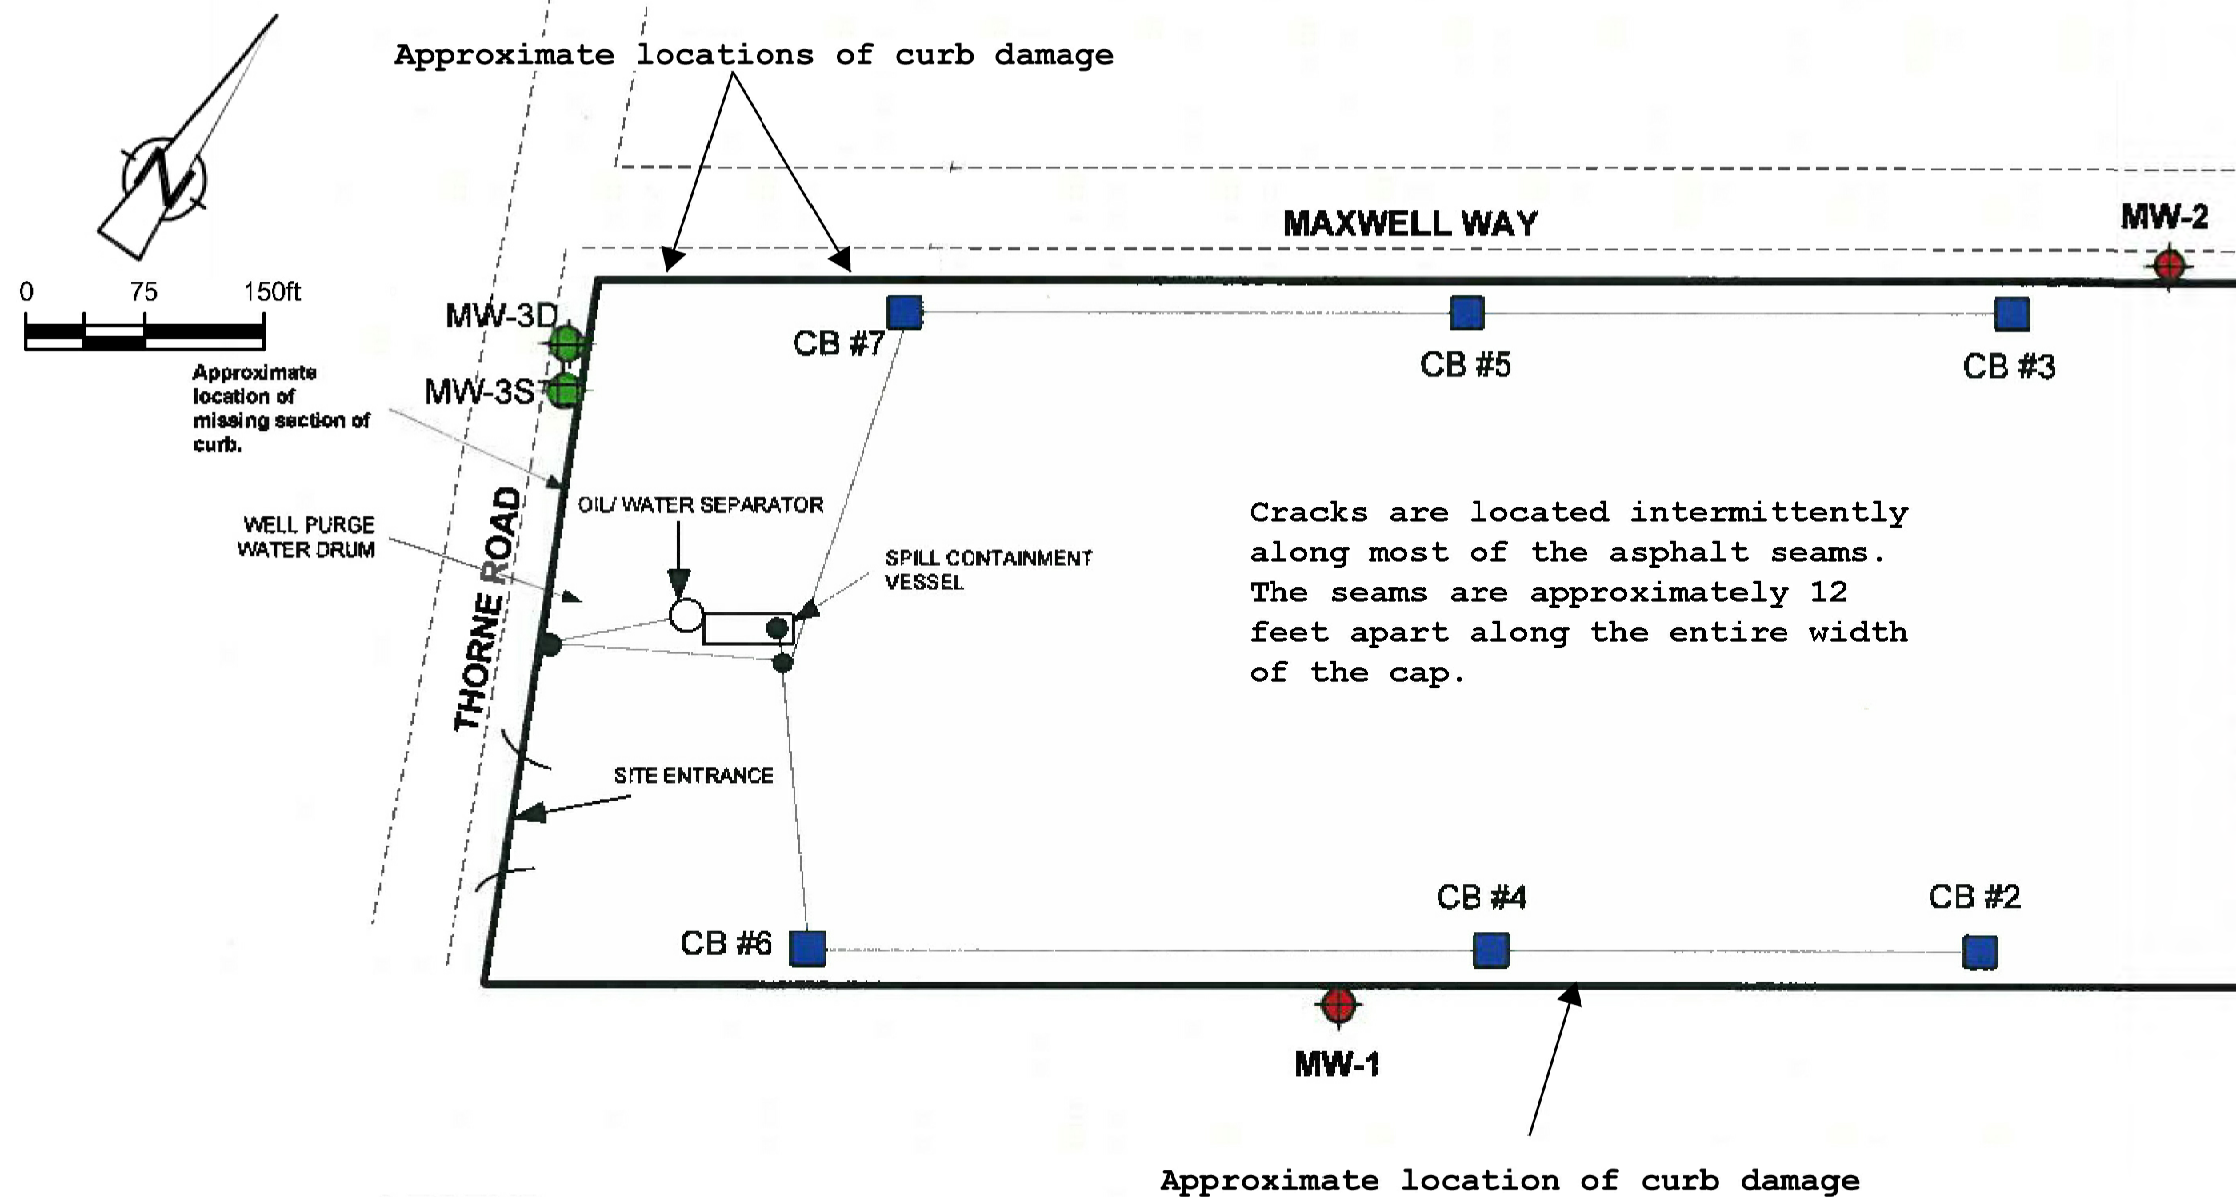 Approximate locations of curb damage
N
MAXWELL WAY
MW-2
0 75 150ft
MW-3D
CB #7
CB #5
CB #3
Approximate
location of
missing section of
curb.
MW-3S
OIL/ WATER SEPARATOR
WELL PURGE
WATER DRUM
THORNE ROAD
SPILL CONTAINMENT
VESSEL
Cracks are located intermittently
along most of the asphalt seams.
The seams are approximately 12
feet apart along the entire width
of the cap.
SITE ENTRANCE
CB #4
CB #2
CB #6
MW-1
Approximate location of curb damage